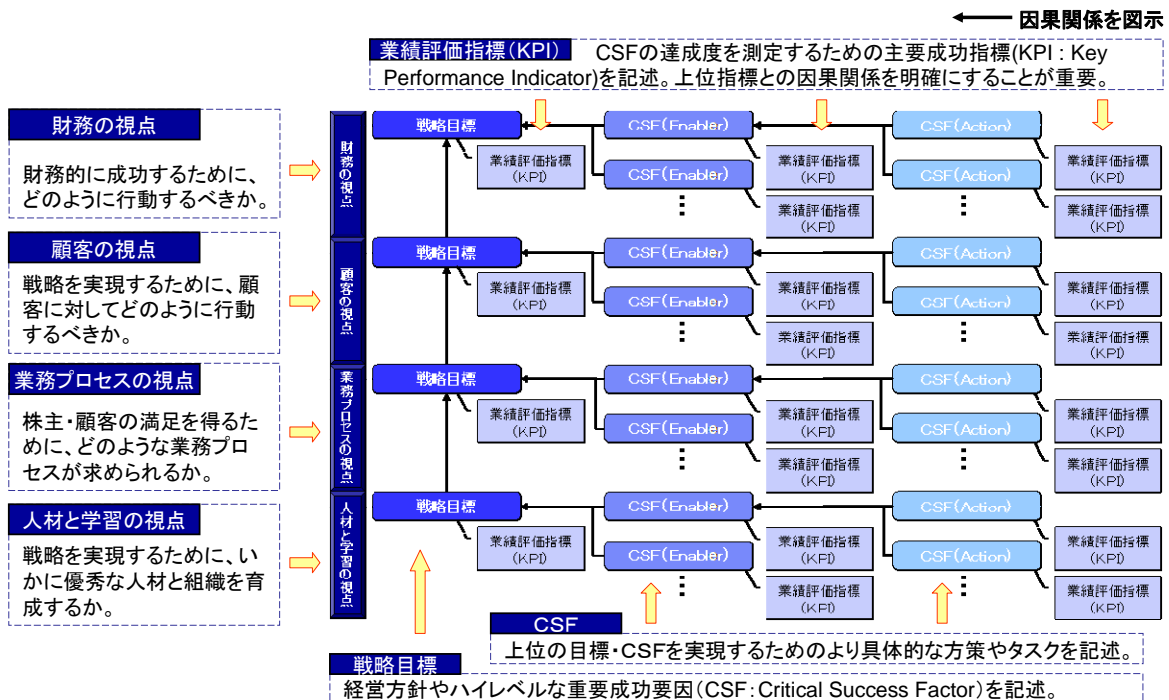 因果関係を図示
業績評価指標(KPI)
CSFの達成度を測定するための主要成功指標(KPI：Key
Performance Indicator)を記述。上位指標との因果関係を明確にすることが重要。
財務の視点
財務的に成功するために、
どのように行動するべきか。
財務の視点
戦略目標
業績評価指標
(KPI)
CSF(Enabler)
業績評価指標
(KPI)
CSF(Enabler)
業績評価指標
(KPI)
CSF(Action)
業績評価指標
(KPI)
CSF(Action)
業績評価指標
(KPI)
顧客の視点
戦略を実現するために、顧
客に対してどのように行動
するべきか。
顧客の視点
戦略目標
業績評価指標
(KPI)
CSF(Enabler)
業績評価指標
(KPI)
CSF(Enabler)
業績評価指標
(KPI)
CSF(Action)
業績評価指標
(KPI)
CSF(Action)
業績評価指標
(KPI)
業務プロセスの視点
株主・顧客の満足を得るた
めに、どのような業務プロ
セスが求められるか。
業務プロセスの視点
戦略目標
業績評価指標
(KPI)
CSF(Enabler)
業績評価指標
(KPI)
CSF(Enabler)
業績評価指標
(KPI)
CSF(Action)
業績評価指標
(KPI)
CSF(Action)
業績評価指標
(KPI)
人材と学習の視点
戦略を実現するために、い
かに優秀な人材と組織を育
成するか。
人材と学習の視点
戦略目標
業績評価指標
(KPI)
CSF(Enabler)
業績評価指標
(KPI)
CSF(Enabler)
業績評価指標
(KPI)
CSF(Action)
業績評価指標
(KPI)
CSF(Action)
業績評価指標
(KPI)
CSF
上位の目標・CSFを実現するためのより具体的な方策やタスクを記述。
戦略目標
経営方針やハイレベルな重要成功要因(CSF：Critical Success Factor)を記述。